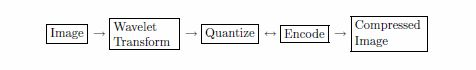 Image → Wavelet Transform → Quantize ↔ Encode → Compressed Image